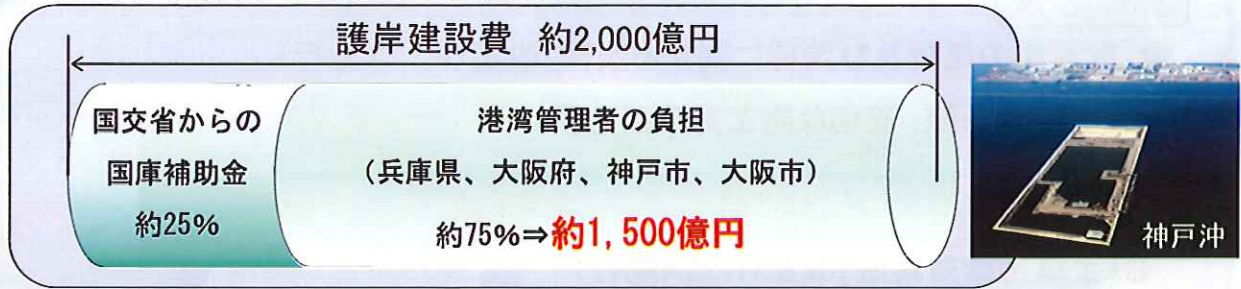 護岸建設費 約2,000億円
国交省からの
国庫補助金
約25%
港湾管理者の負担
(兵庫県、大阪府、神戸市、大阪市)
約75%⇒約1,500億円
神戸沖